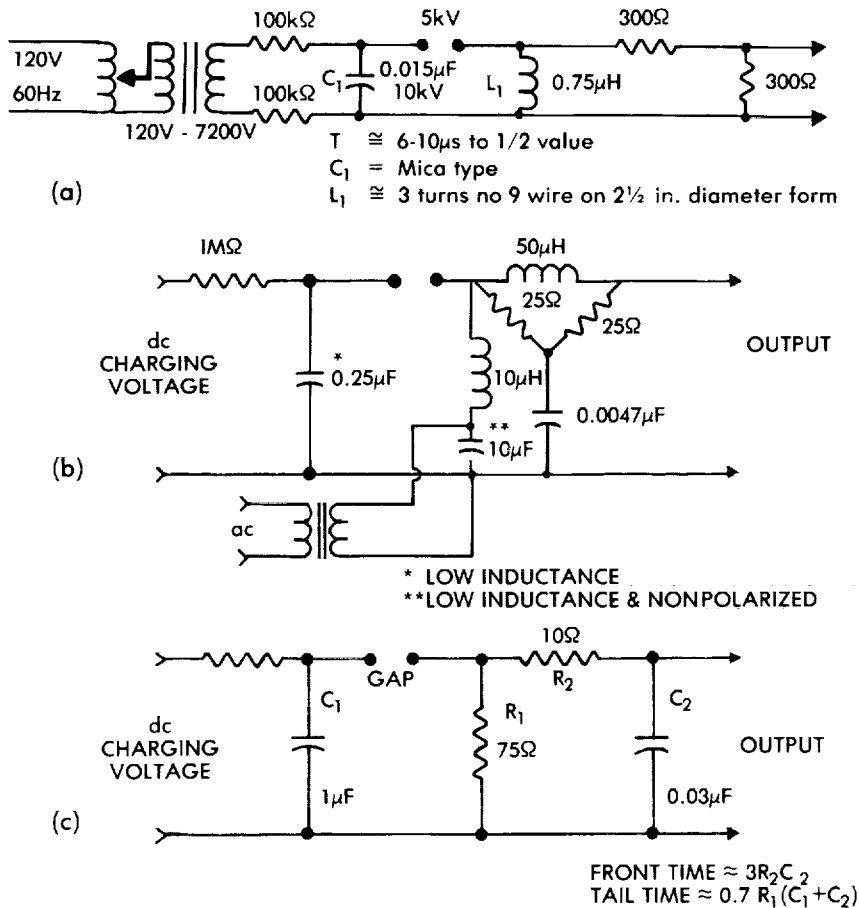 100kΩ
5kV
300Ω
120V
60Hz
C₁
0.015μF
10kV
L₁
0.75μH
300Ω
100kΩ
120V - 7200V
T ≅ 6-10μs to 1/2 value
C₁ = Mica type
L₁ ≅ 3 turns no 9 wire on 2½ in. diameter form
(a)
1MΩ
50μH
25Ω
25Ω
dc
CHARGING
VOLTAGE
*
0.25μF
10μH
OUTPUT
**
10μF
0.0047μF
(b)
ac
* LOW INDUCTANCE
**LOW INDUCTANCE & NONPOLARIZED
10Ω
GAP
R₂
C₁
R₁
75Ω
C₂
dc
CHARGING
VOLTAGE
OUTPUT
1μF
0.03μF
(c)
FRONT TIME ≈ 3R₂C₂
TAIL TIME ≈ 0.7 R₁(C₁+C₂)